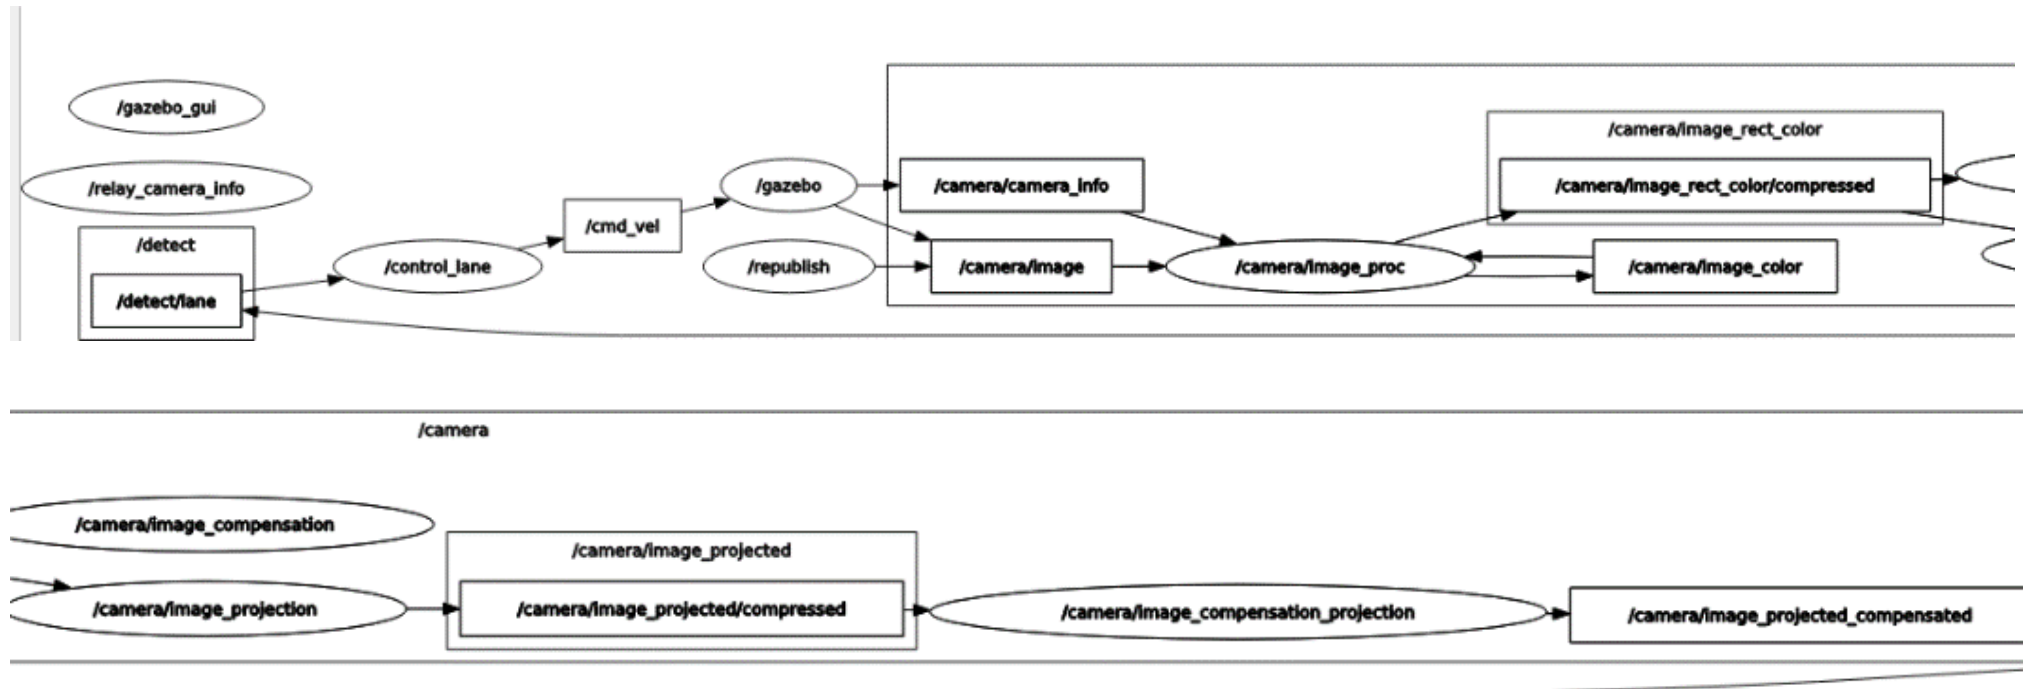 /gazebo_gui
/camera/image_rect_color
/relay_camera_info
/gazebo
/camera/camera_info
/camera/image_rect_color/compressed
/cmd_vel
/detect
/control_lane
/republish
/camera/image
/camera/image_proc
/camera/image_color
/detect/lane
/camera
/camera/image_compensation
/camera/image_projected
/camera/image_projection
/camera/image_projected/compressed
/camera/image_compensation_projection
/camera/image_projected_compensated